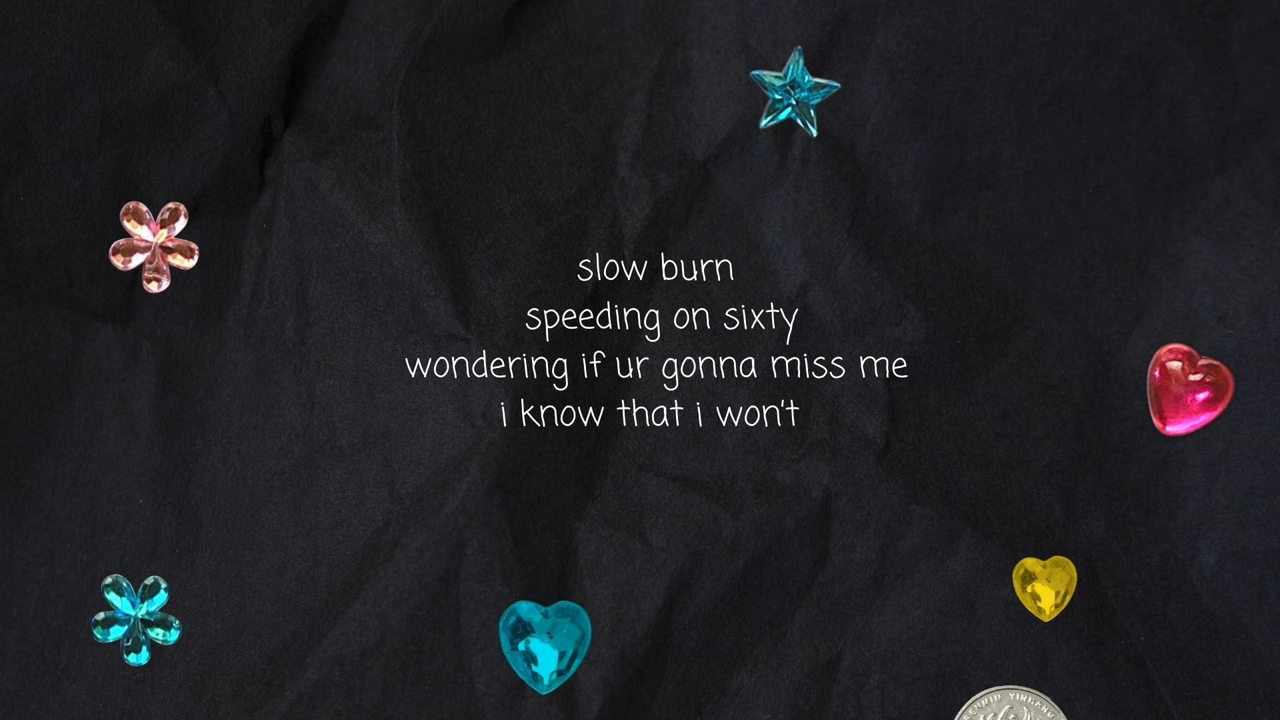 slow burn
speeding on sixty
wondering if ur gonna miss me
i know that i won't